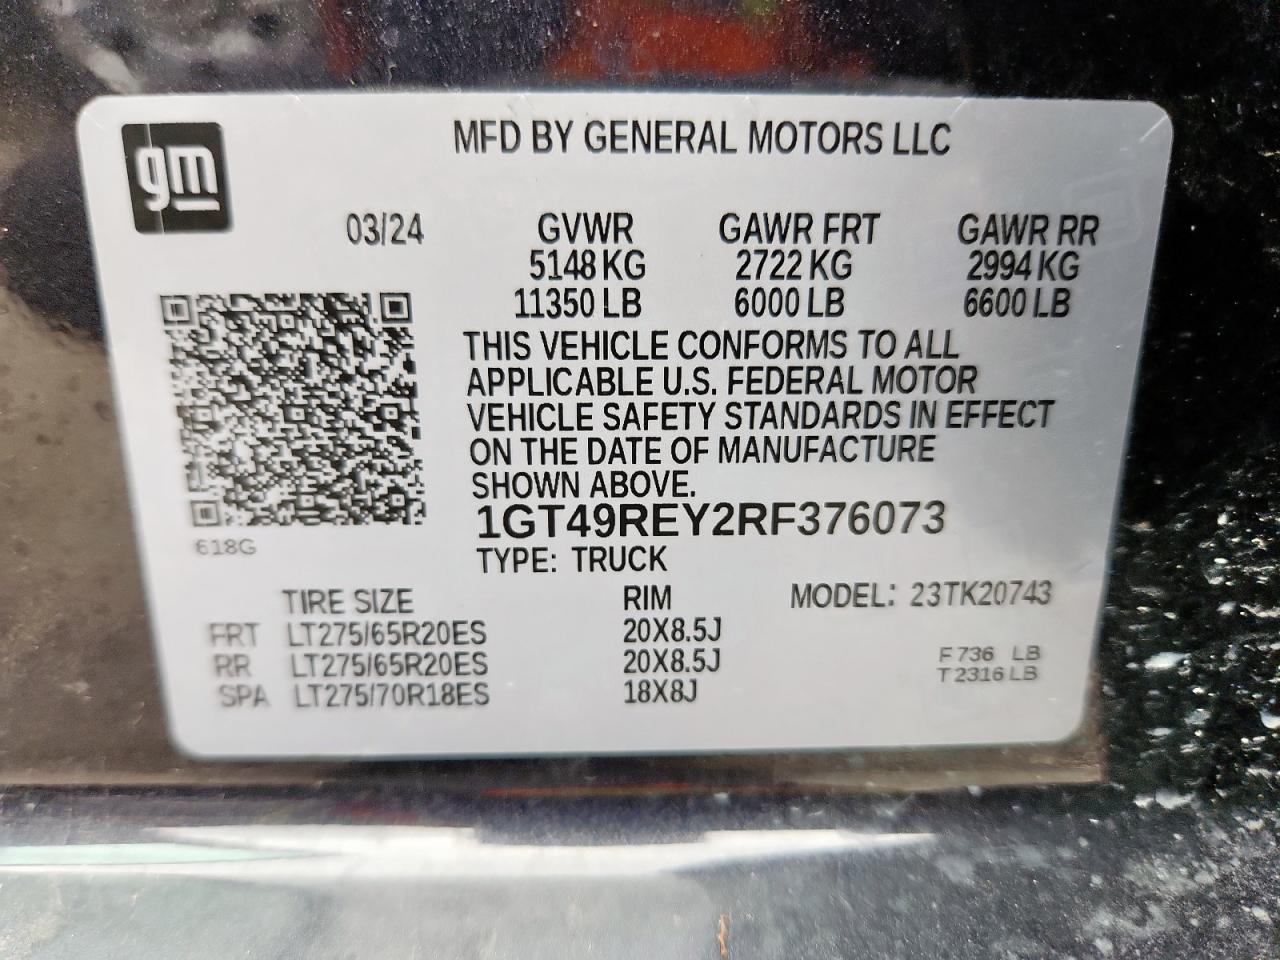 gm
MFD BY GENERAL MOTORS LLC
03/24 GVWR GAWR FRT GAWR RR
5148 KG 2722 KG 2994 KG
11350 LB 6000 LB 6600 LB
THIS VEHICLE CONFORMS TO ALL
APPLICABLE U.S. FEDERAL MOTOR
VEHICLE SAFETY STANDARDS IN EFFECT
ON THE DATE OF MANUFACTURE
SHOWN ABOVE.
1GT49REY2RF376073
618G
TYPE: TRUCK
TIRE SIZE RIM MODEL: 23TK20743
FRT LT275/65R20ES 20X8.5J
RR LT275/65R20ES 20X8.5J F 736 LB
SPA LT275/70R18ES 18X8J T 2316 LB